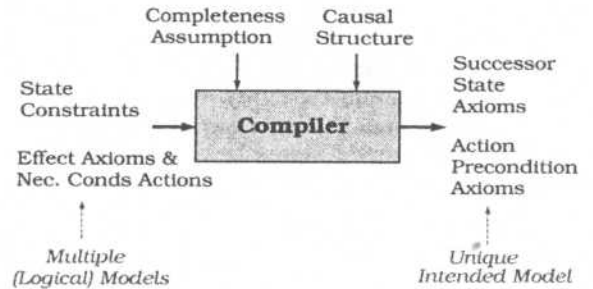 Completeness
Assumption
Causal
Structure
State
Constraints
Compiler
Successor
State
Axioms
Effect Axioms &
Nec. Conds Actions
Action
Precondition
Axioms
Multiple
(Logical) Models
Unique
Intended Model